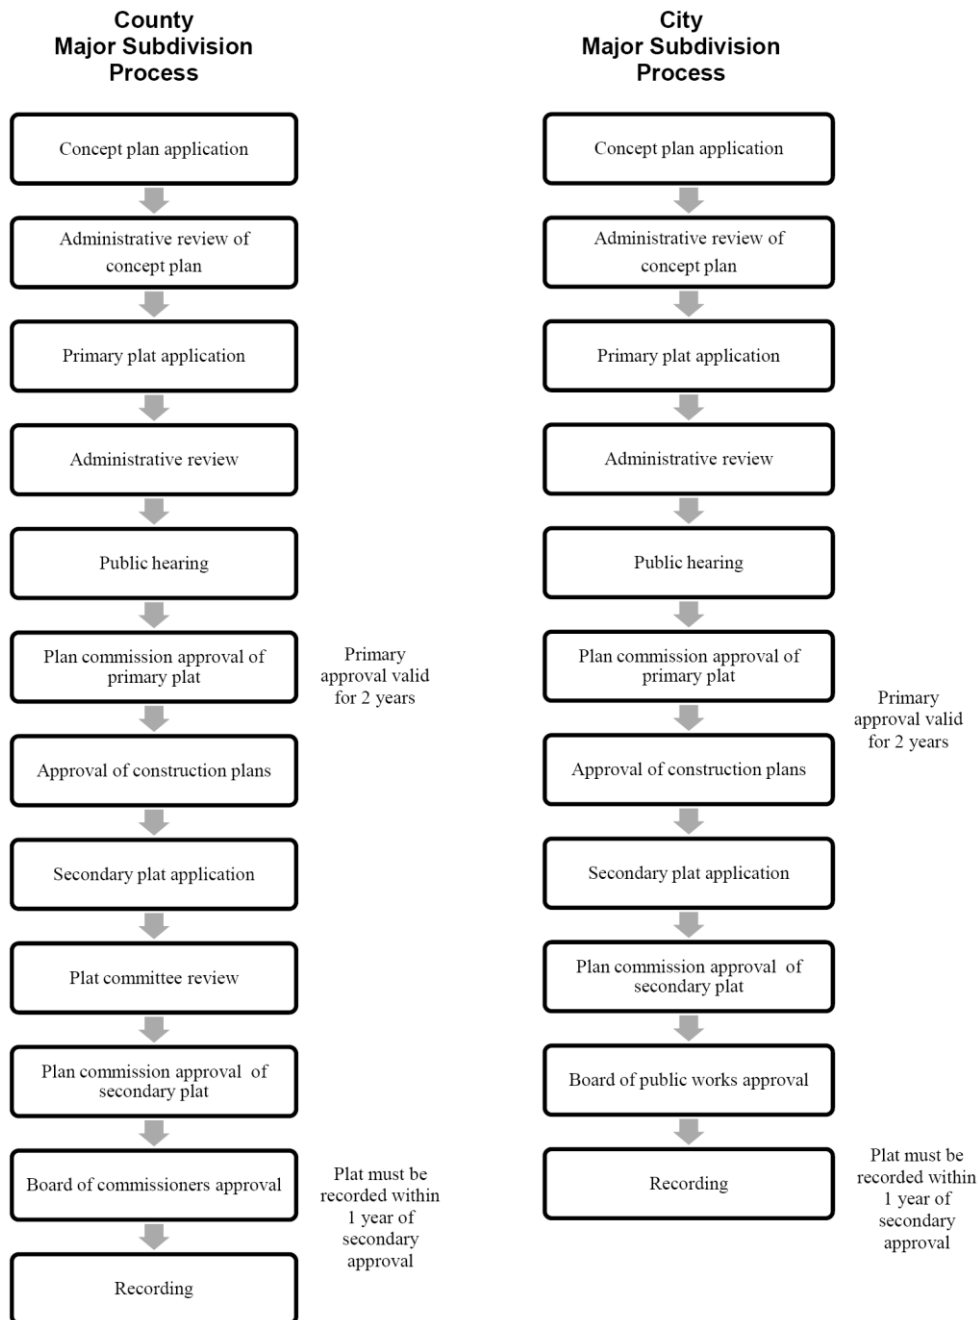 County
Major Subdivision
Process
Concept plan application
Administrative review of
concept plan
Primary plat application
Administrative review
Public hearing
Plan commission approval of
primary plat
Primary
approval valid
for 2 years
Approval of construction plans
Secondary plat application
Plat committee review
Plan commission approval of
secondary plat
Board of commissioners approval
Plat must be
recorded within
1 year of
secondary
approval
Recording
City
Major Subdivision
Process
Concept plan application
Administrative review of
concept plan
Primary plat application
Administrative review
Public hearing
Plan commission approval of
primary plat
Primary
approval valid
for 2 years
Approval of construction plans
Secondary plat application
Plan commission approval of
secondary plat
Board of public works approval
Recording
Plat must be
recorded within
1 year of
secondary
approval